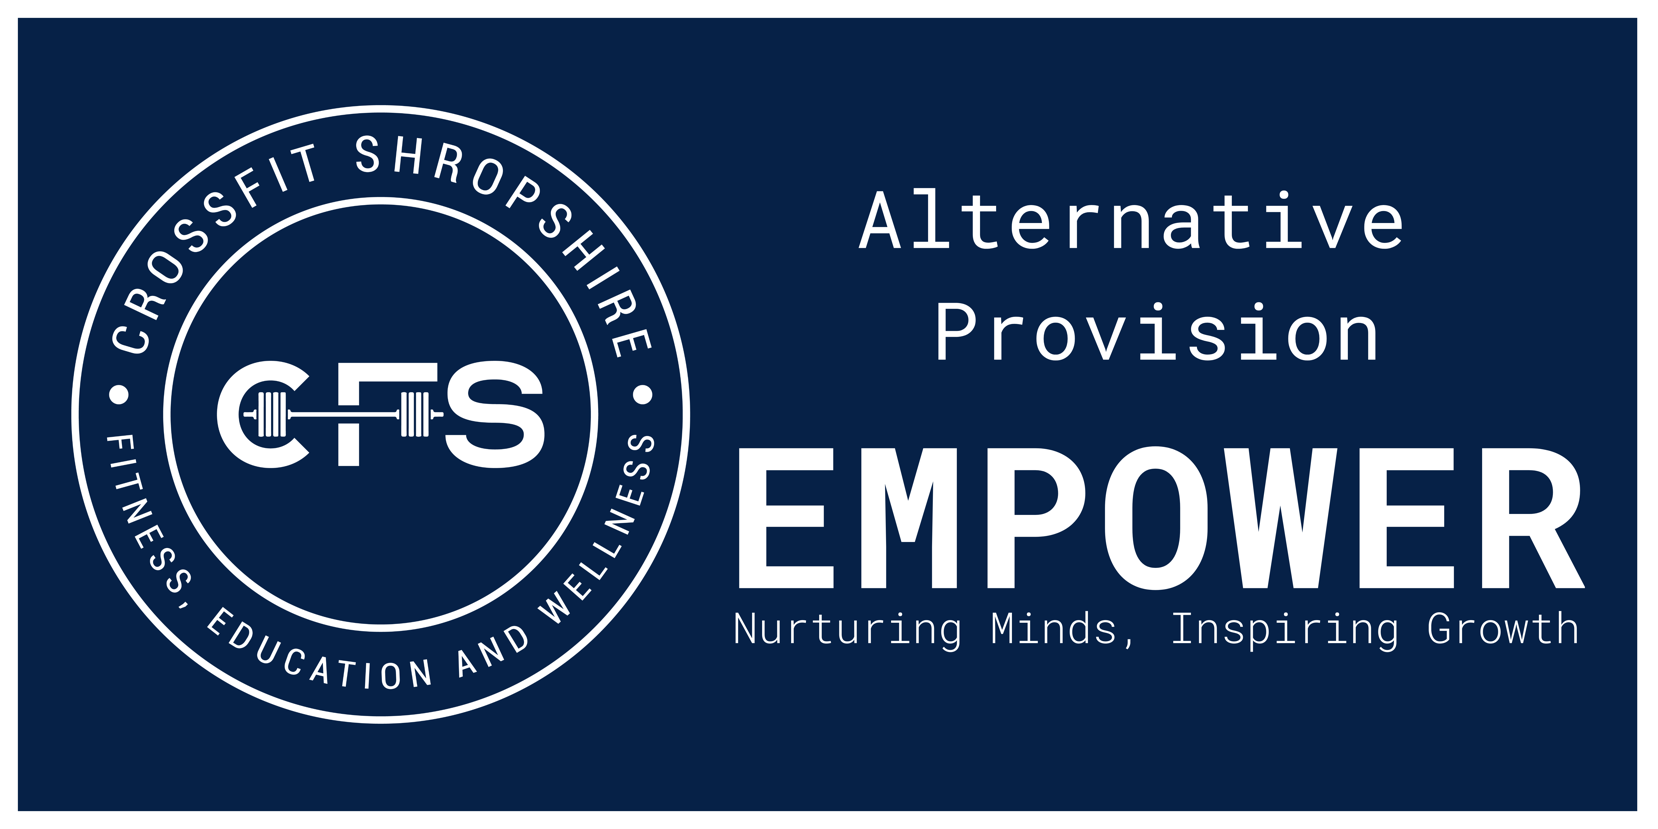 CROSSFIT SHROPSHIRE
CFS
FITNESS, EDUCATION AND WELLNESS
Alternative
Provision
EMPOWER
Nurturing Minds, Inspiring Growth